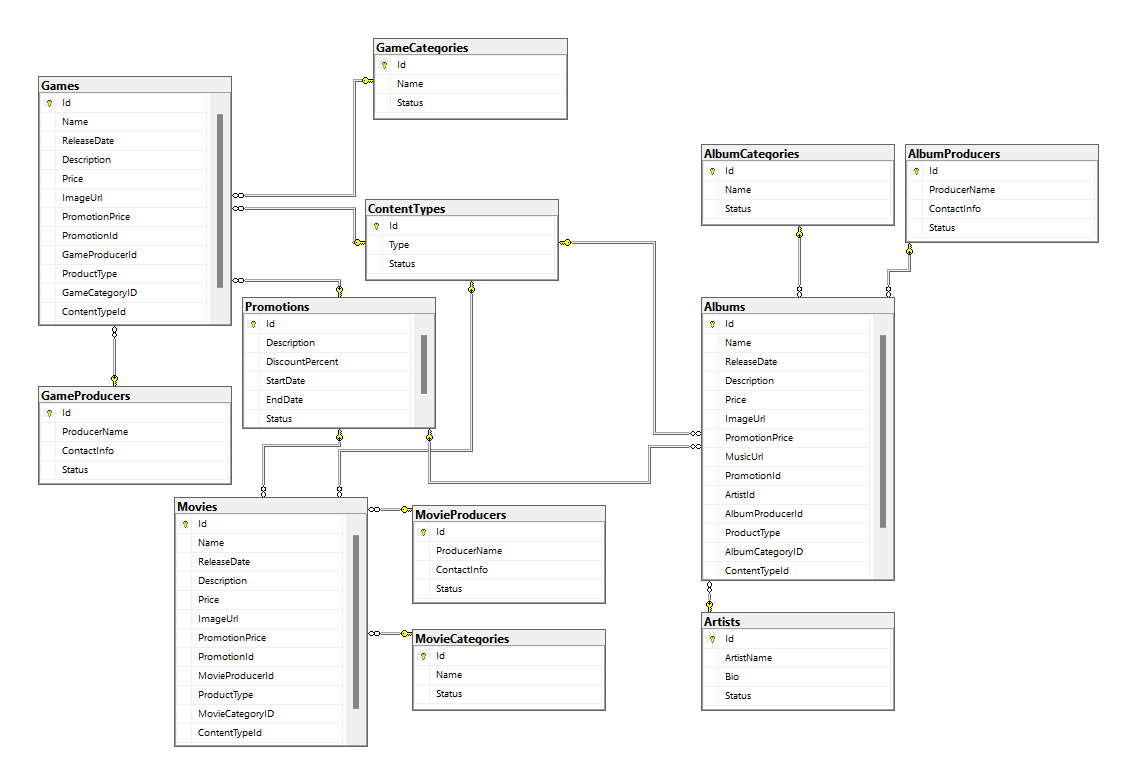 GameCategories
Id
Name
Status
Games
Id
Name
ReleaseDate
Description
Price
ImageUrl
PromotionPrice
PromotionId
GameProducerId
ProductType
GameCategoryID
ContentTypeId
AlbumCategories
Id
Name
Status
AlbumProducers
Id
ProducerName
ContactInfo
Status
ContentTypes
Id
Type
Status
Promotions
Id
Description
DiscountPercent
StartDate
EndDate
Status
Albums
Id
Name
ReleaseDate
Description
Price
ImageUrl
PromotionPrice
MusicUrl
PromotionId
ArtistId
AlbumProducerId
ProductType
AlbumCategoryID
ContentTypeId
GameProducers
Id
ProducerName
ContactInfo
Status
Movies
Id
Name
ReleaseDate
Description
Price
ImageUrl
PromotionPrice
PromotionId
MovieProducerId
ProductType
MovieCategoryID
ContentTypeId
MovieProducers
Id
ProducerName
ContactInfo
Status
MovieCategories
Id
Name
Status
Artists
Id
ArtistName
Bio
Status